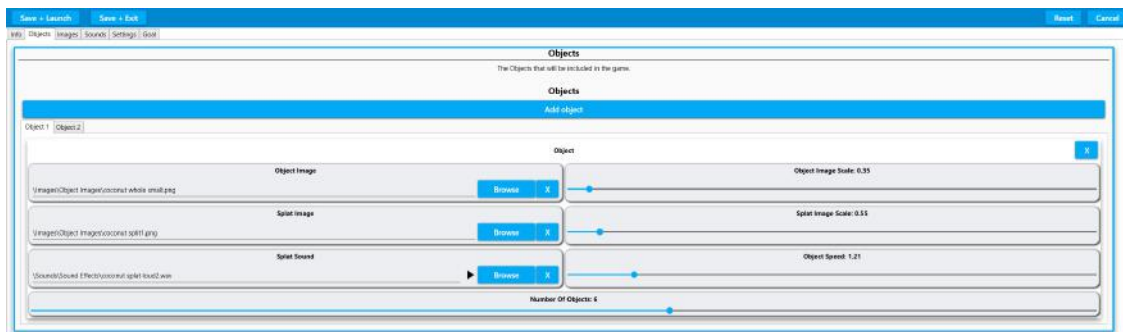 Save + Launch Save + Exit Reset Cancel
Info Objects Images Sounds Settings Goal
Objects
The Objects that will be included in the game.
Objects
Add object
Object 1 Object 2
Object X
Object Image Object Image Scale: 0.35
\Images\Object Images\coconut whole small.png Browse X
Splat Image Splat Image Scale: 0.55
\Images\Object Images\coconut split1.png Browse X
Splat Sound Object Speed: 1.21
\Sounds\Sound Effects\coconut splat-loud2.wav Browse X
Number Of Objects: 6